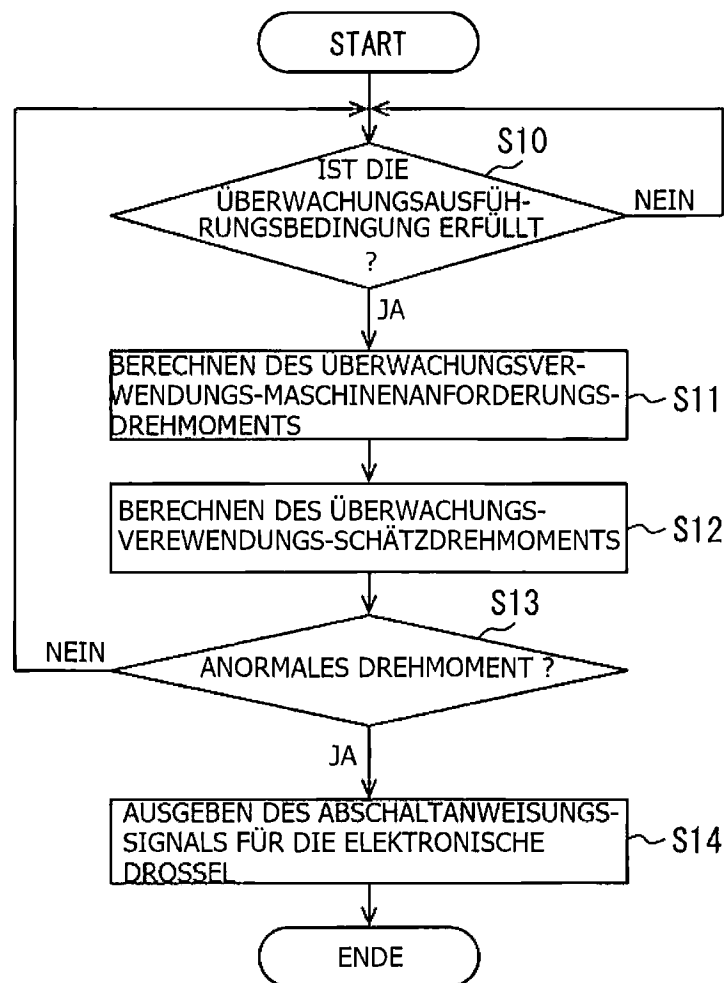 START
S10
IST DIE
ÜBERWACHUNGSAUSFÜH-
RUNGSBEDINGUNG ERFÜLLT
?
NEIN
JA
BERECHNEN DES ÜBERWACHUNGSVER-
WENDUNGS-MASCHINENANFORDERUNGS-
DREHMOMENTS
S11
BERECHNEN DES ÜBERWACHUNGS-
VEREWENDUNGS-SCHÄTZDREHMOMENTS
S12
S13
NEIN
ANORMALES DREHMOMENT ?
JA
AUSGEBEN DES ABSCHALTANWEISUNGS-
SIGNALS FÜR DIE ELEKTRONISCHE
DROSSEL
S14
ENDE